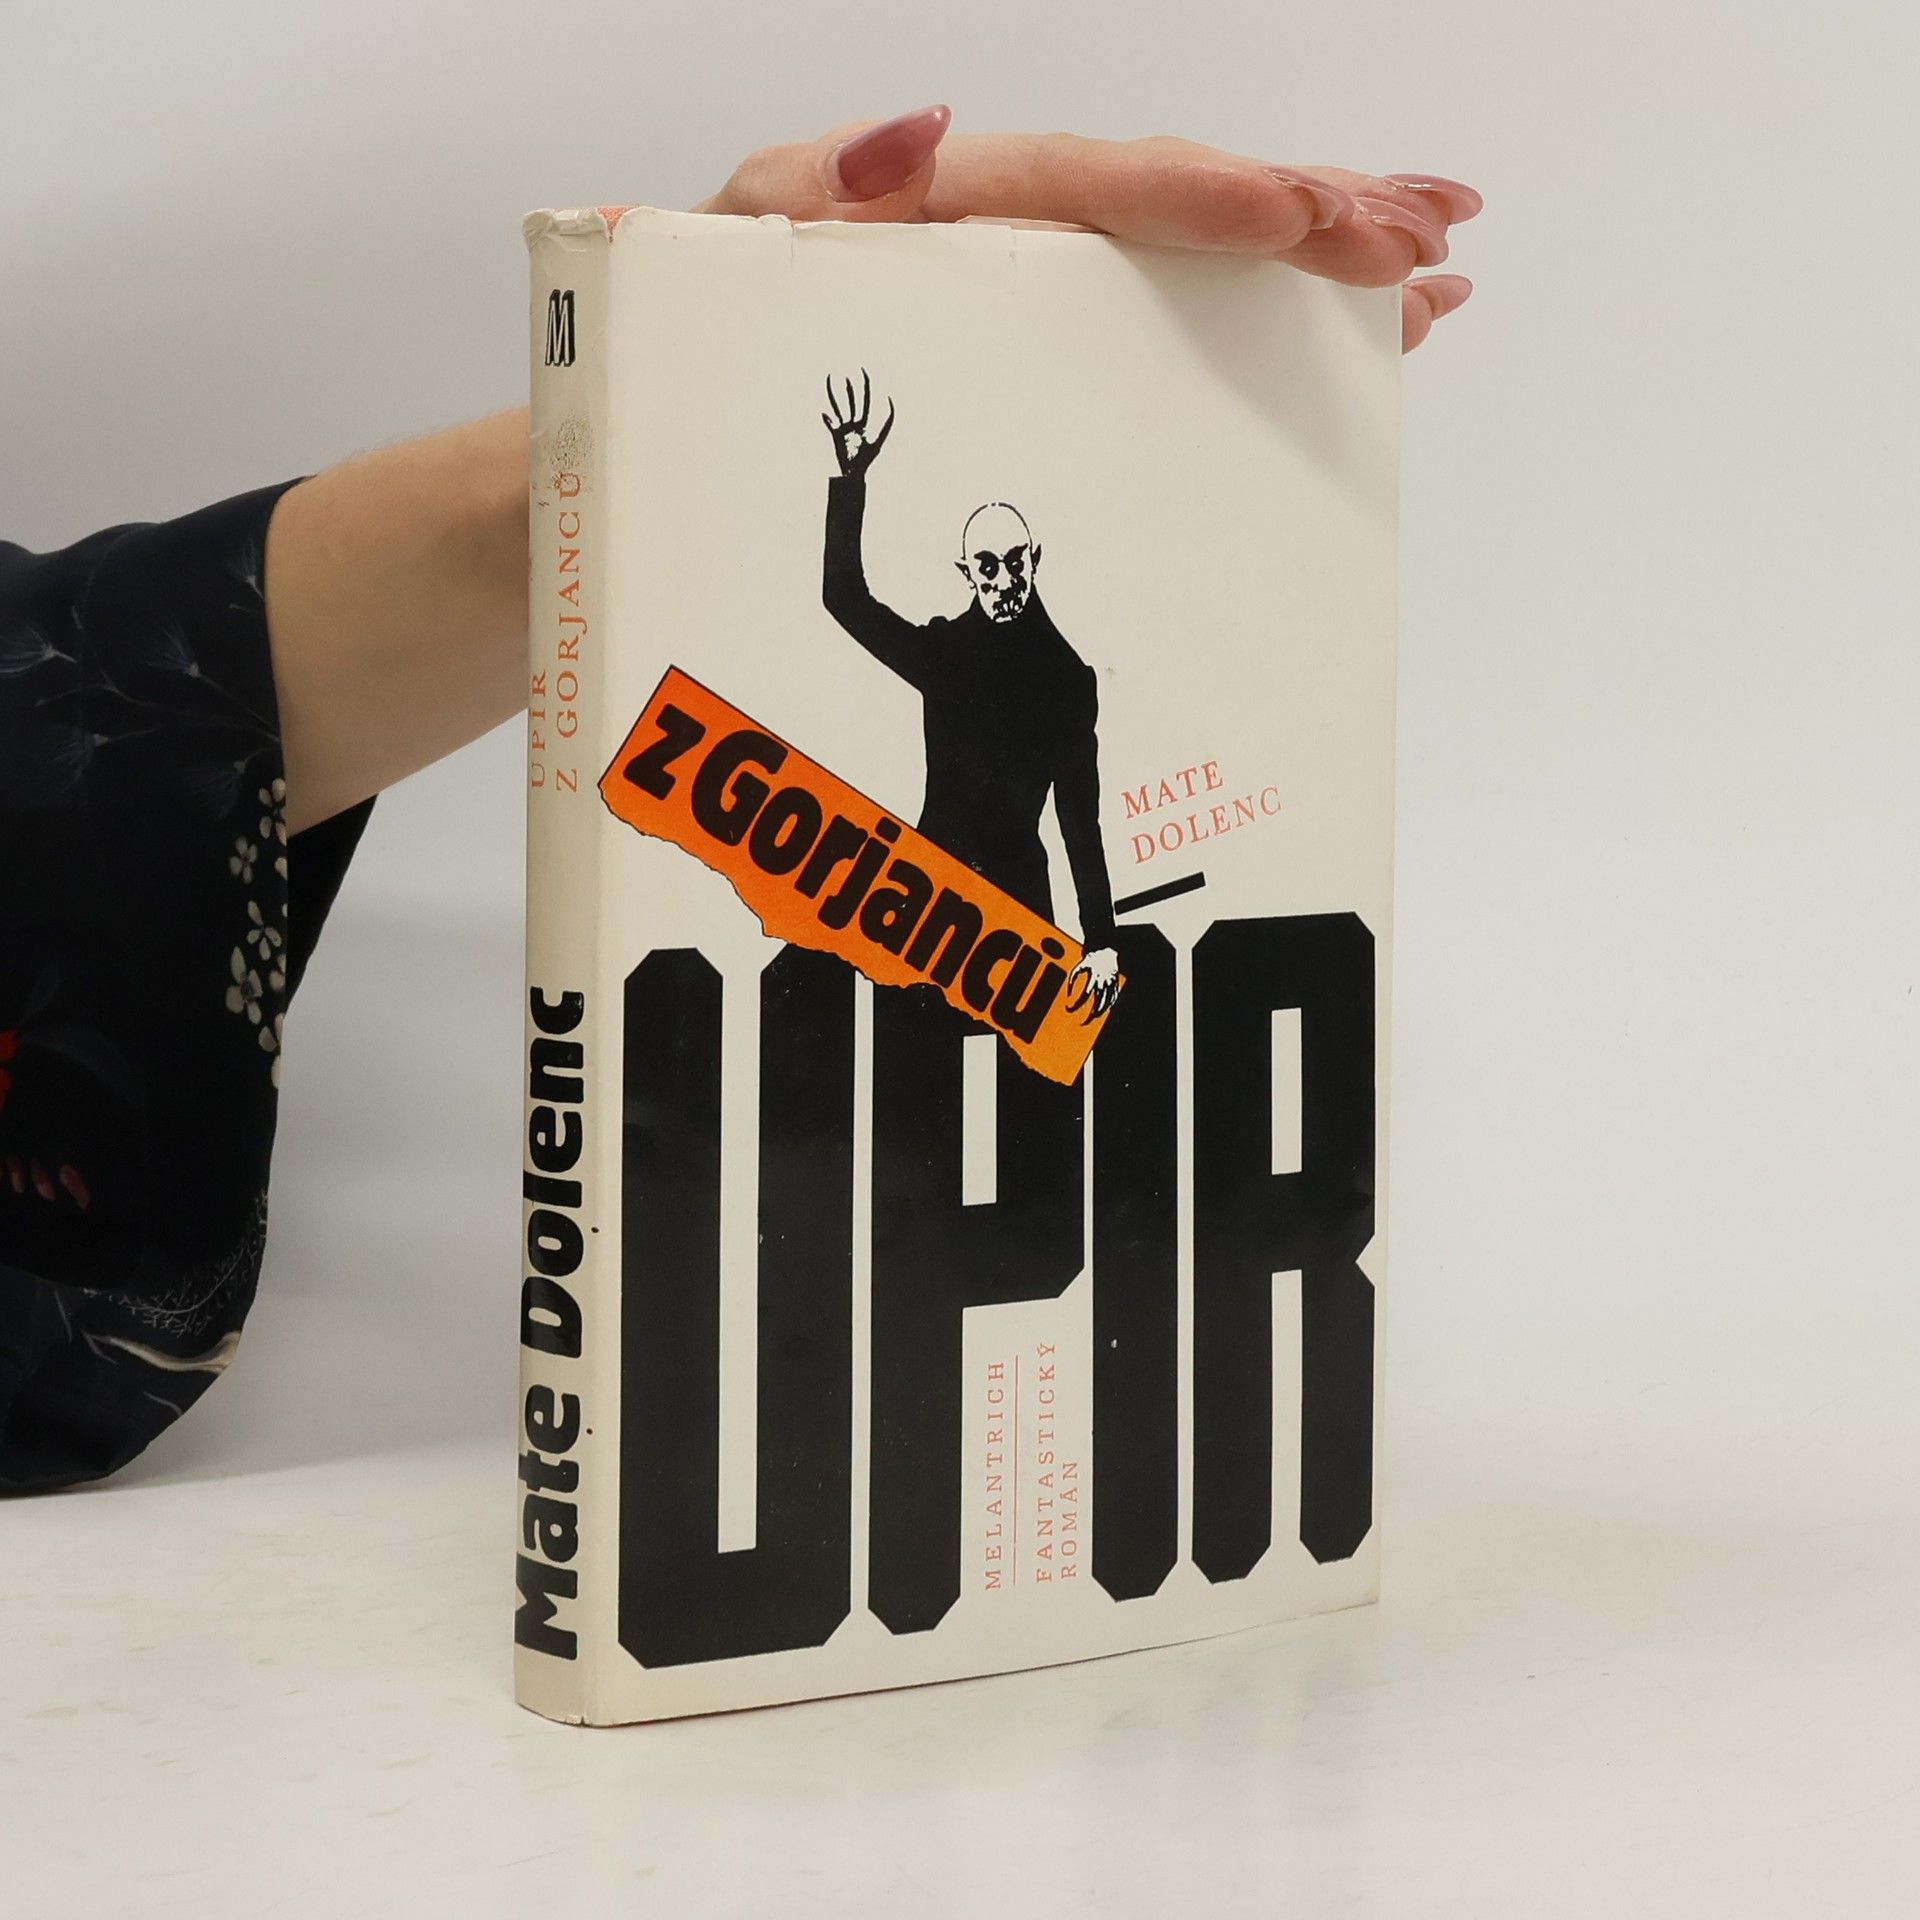 M
UPÍR
Z GORJANCŮ
Mate Dolenc
z Gorjanců
MATE
DOLENC
UPÍR
MELANTRICH
FANTASTICKÝ
ROMÁN